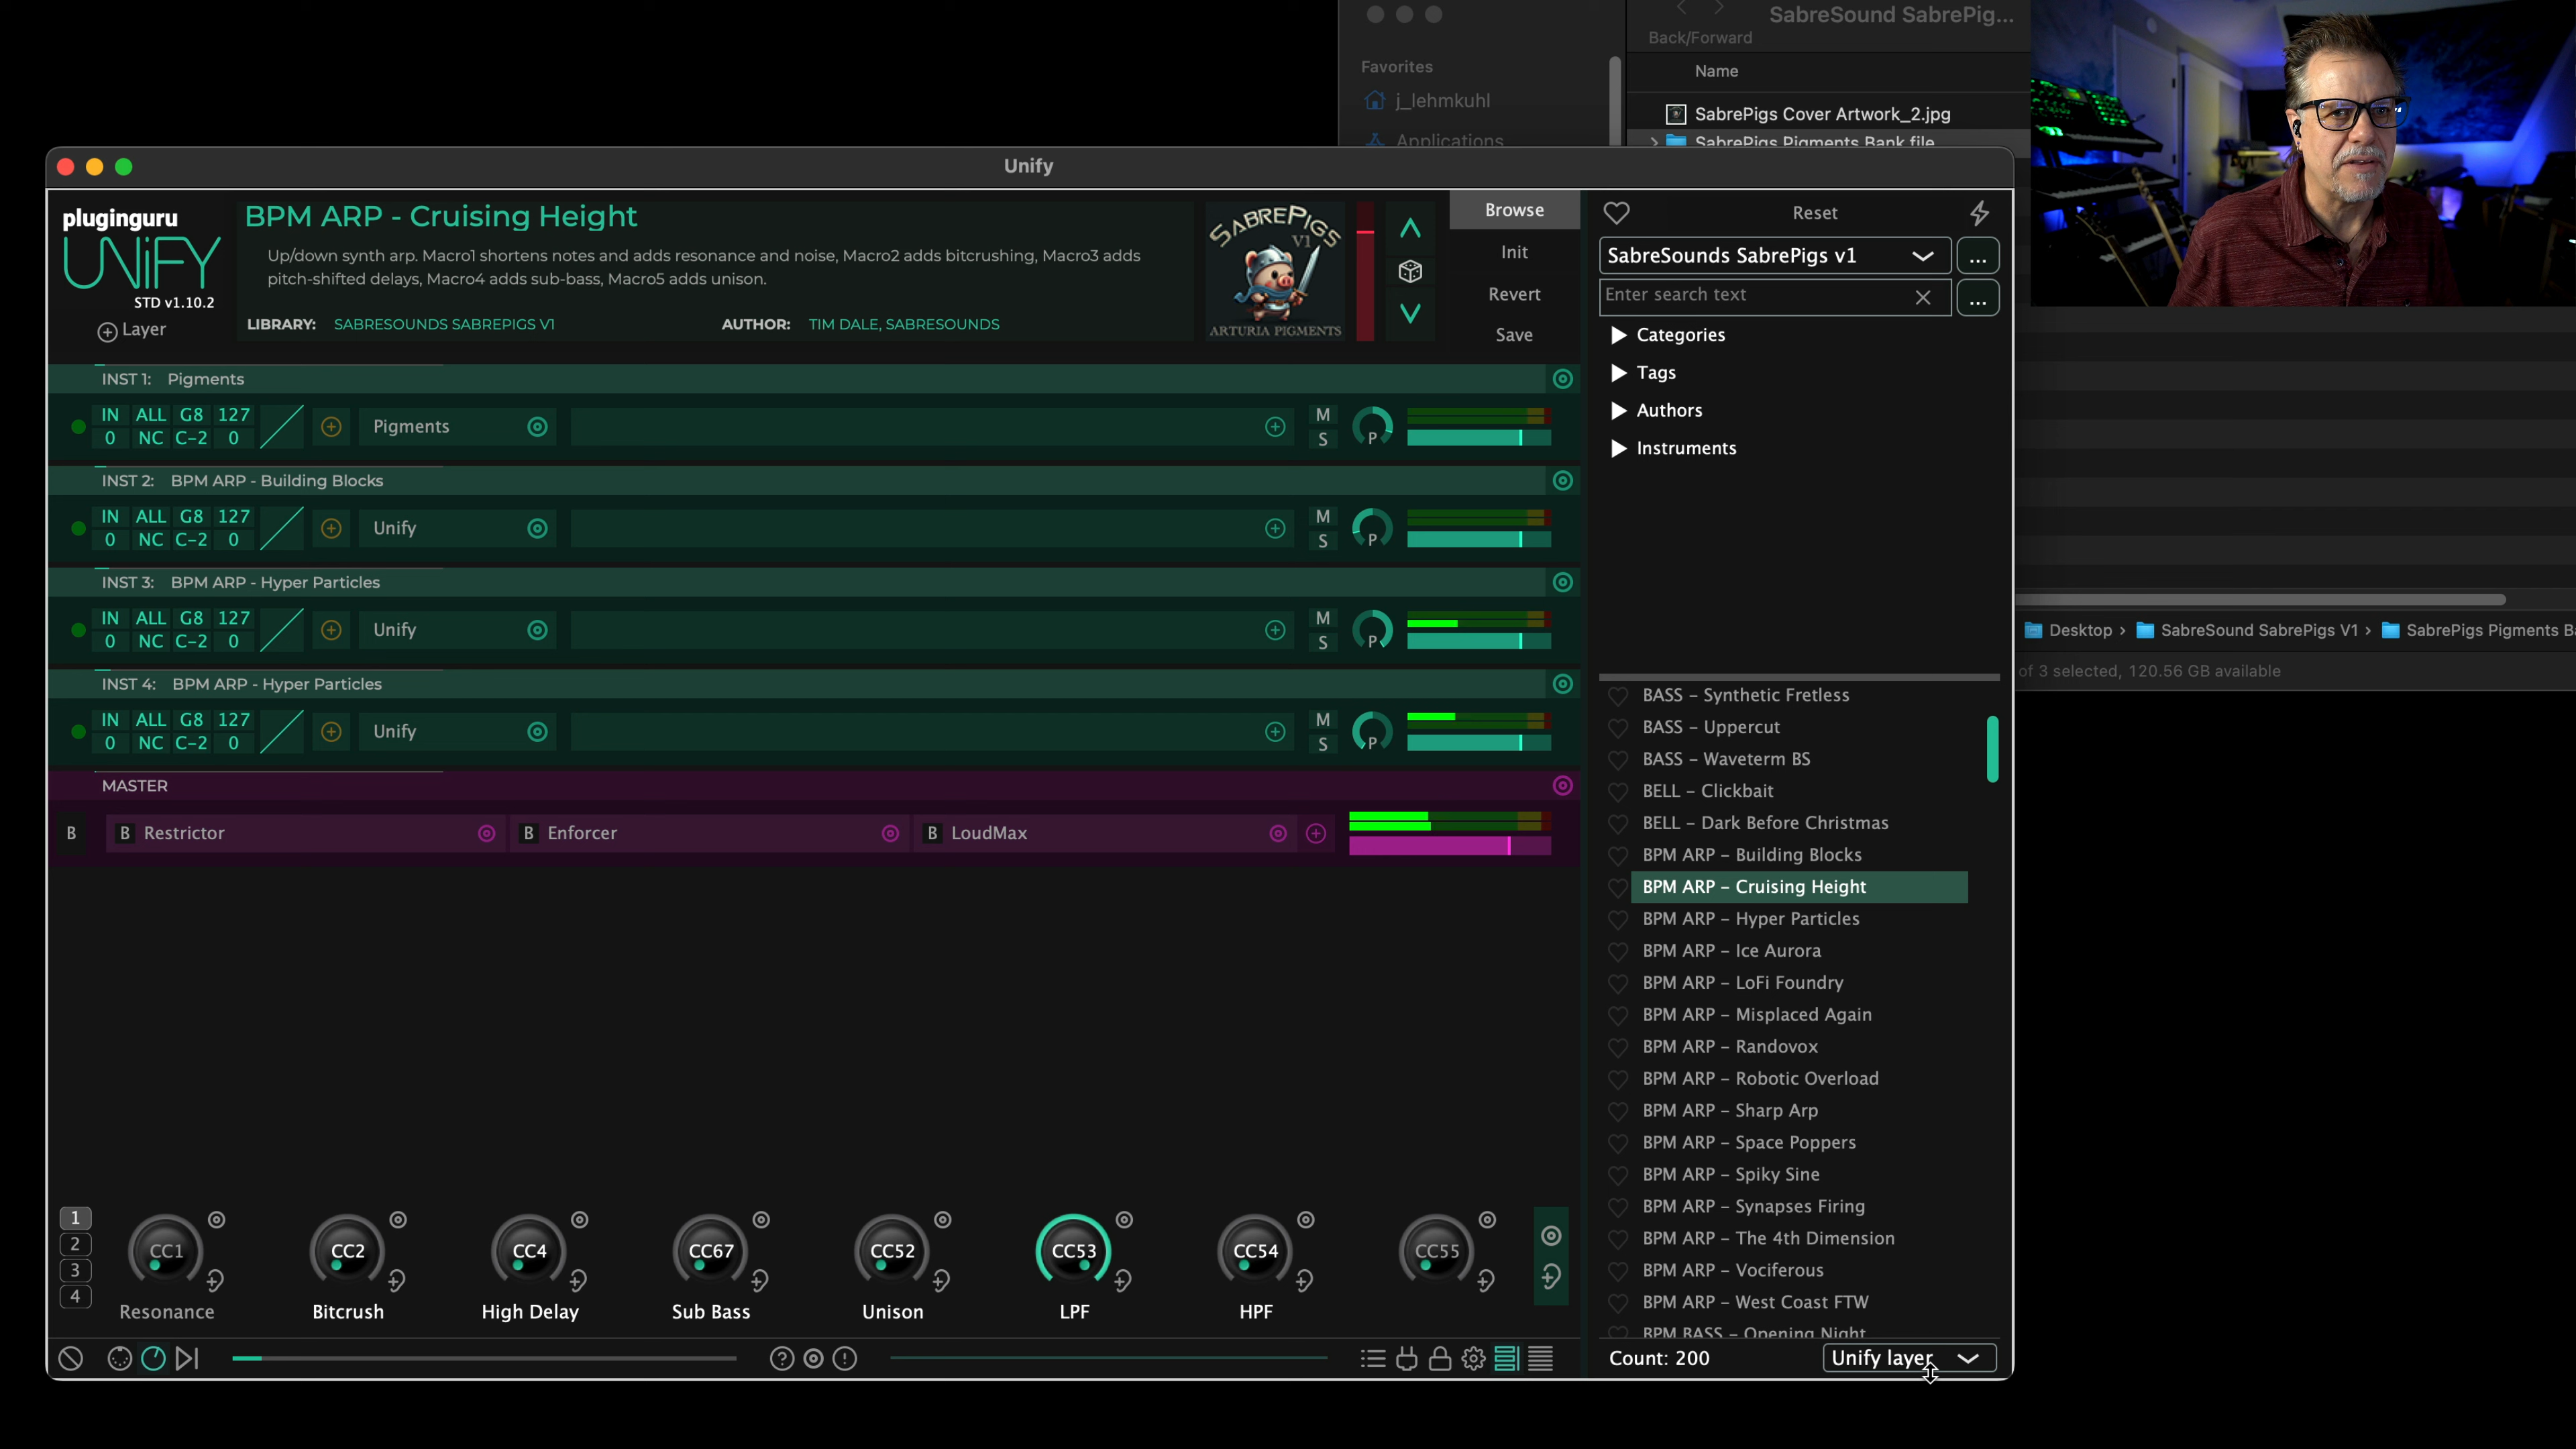 SabreSound SabrePig...
Back/Forward
Favorites
Name
j_lehmkuhl
SabrePigs Cover Artwork_2.jpg
Applications
SabrePigs Pigments Bank file
Unify
pluginguru
UNiFY
STD v1.10.2
+ Layer
BPM ARP - Cruising Height
Up/down synth arp. Macro1 shortens notes and adds resonance and noise, Macro2 adds bitcrushing, Macro3 adds
pitch-shifted delays, Macro4 adds sub-bass, Macro5 adds unison.
LIBRARY: SABRESOUNDS SABREPIGS V1
AUTHOR: TIM DALE, SABRESOUNDS
SABREPIGS
V1
ARTURIA PIGMENTS
Browse
Init
Revert
Save
INST 1: Pigments
IN ALL G8 127
0 NC C-2 0
Pigments
M
S
P
INST 2: BPM ARP - Building Blocks
IN ALL G8 127
0 NC C-2 0
Unify
M
S
P
INST 3: BPM ARP - Hyper Particles
IN ALL G8 127
0 NC C-2 0
Unify
M
S
P
INST 4: BPM ARP - Hyper Particles
IN ALL G8 127
0 NC C-2 0
Unify
M
S
P
MASTER
B B Restrictor B Enforcer B LoudMax
1
2
3
4
CC1 CC2 CC4 CC67 CC52 CC53 CC54 CC55
Resonance Bitcrush High Delay Sub Bass Unison LPF HPF
Reset
SabreSounds SabrePigs v1
...
Enter search text
...
Categories
Tags
Authors
Instruments
BASS – Synthetic Fretless
BASS – Uppercut
BASS – Waveterm BS
BELL – Clickbait
BELL – Dark Before Christmas
BPM ARP – Building Blocks
BPM ARP – Cruising Height
BPM ARP – Hyper Particles
BPM ARP – Ice Aurora
BPM ARP – LoFi Foundry
BPM ARP – Misplaced Again
BPM ARP – Randovox
BPM ARP – Robotic Overload
BPM ARP – Sharp Arp
BPM ARP – Space Poppers
BPM ARP – Spiky Sine
BPM ARP – Synapses Firing
BPM ARP – The 4th Dimension
BPM ARP – Vociferous
BPM ARP – West Coast FTW
BPM BASS – Opening Night
Count: 200
Unify layer
Desktop › SabreSound SabrePigs V1 › SabrePigs Pigments Ba
of 3 selected, 120.56 GB available